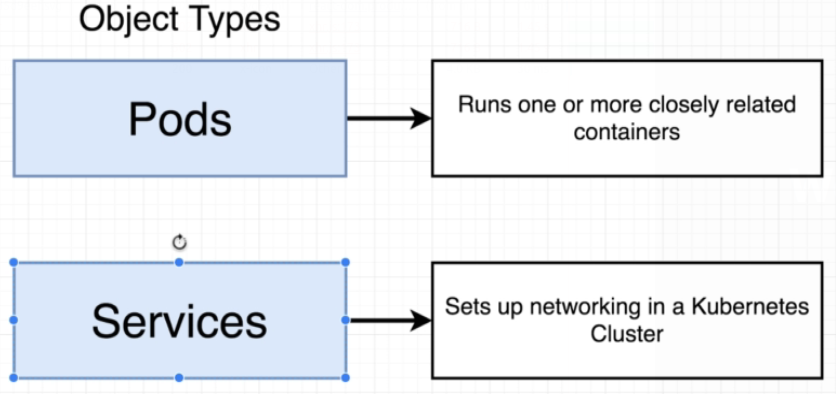 Object Types
Pods
Runs one or more closely related
containers
Services
Sets up networking in a Kubernetes
Cluster